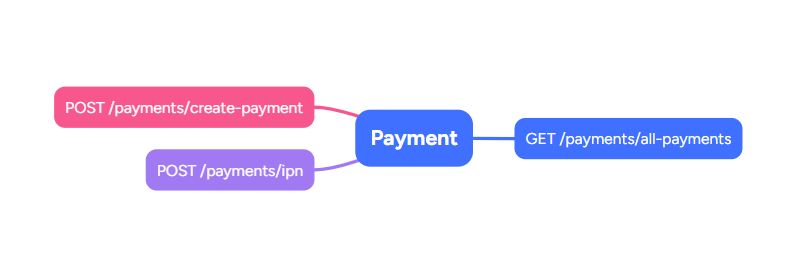 POST /payments/create-payment
Payment
GET /payments/all-payments
POST /payments/ipn